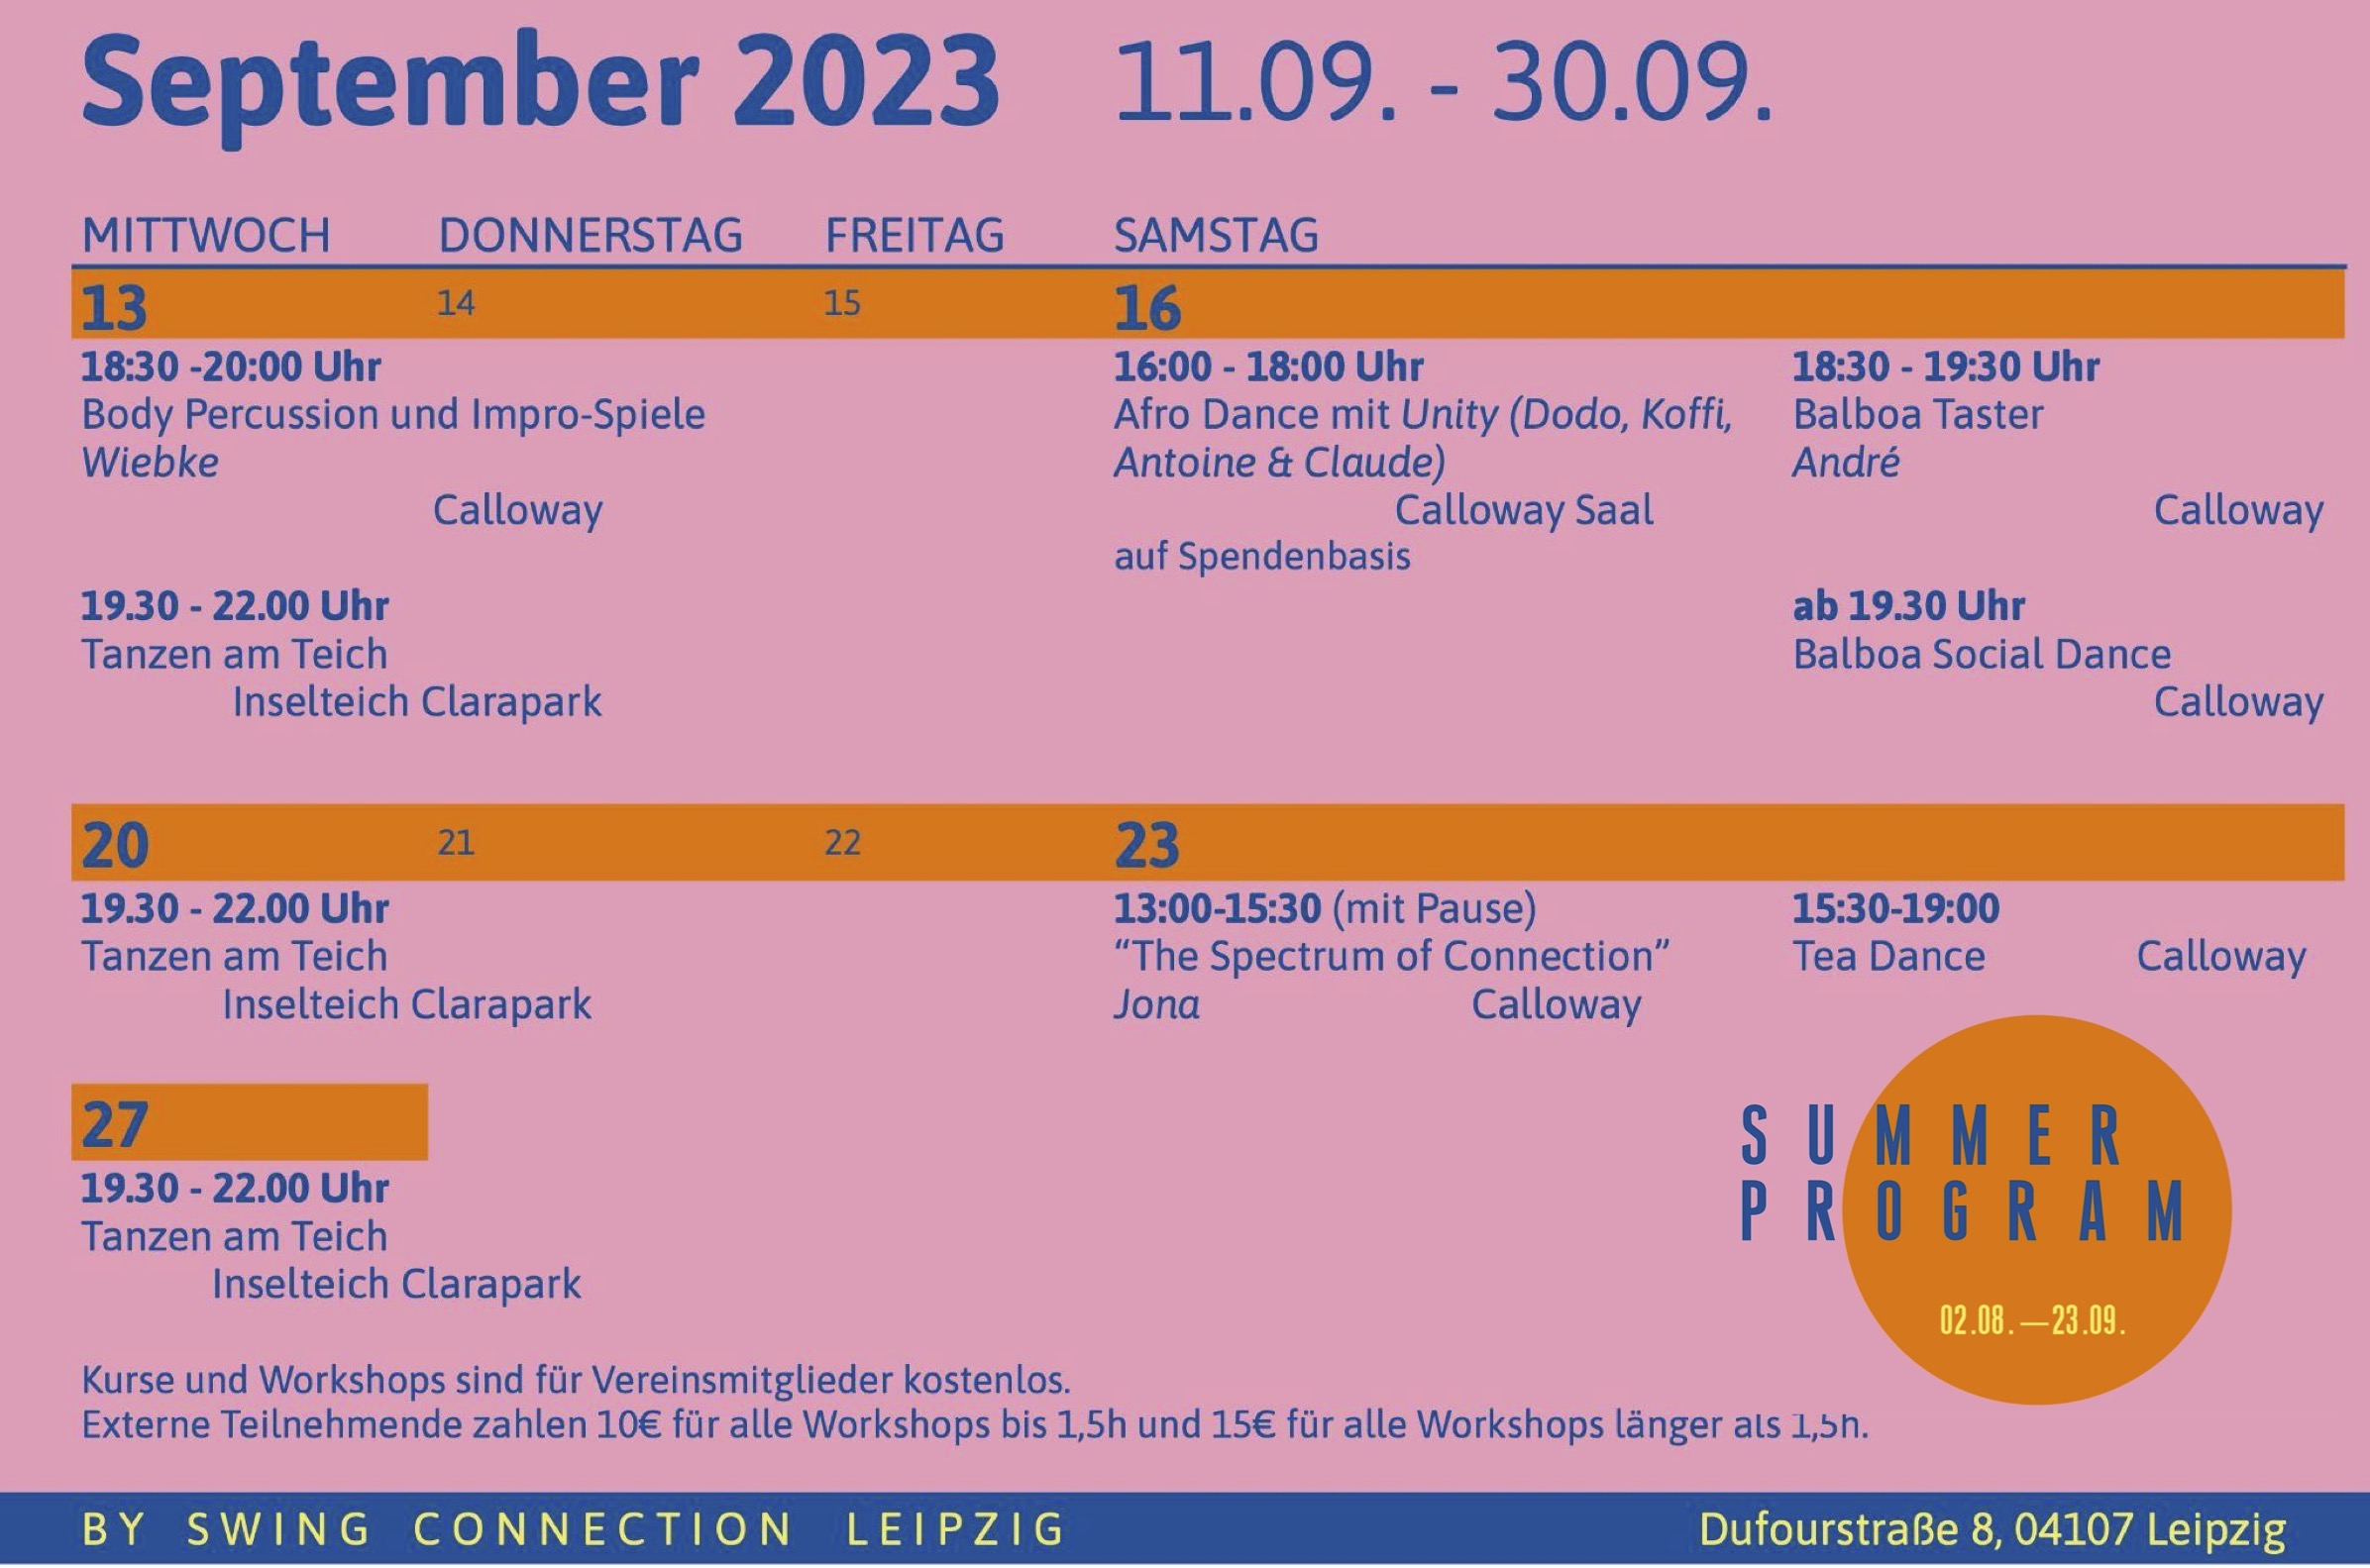 September 2023 11.09. - 30.09.
MITTWOCH DONNERSTAG FREITAG SAMSTAG
13 14 15 16
18:30 -20:00 Uhr
Body Percussion und Impro-Spiele
Wiebke
Calloway
19.30 - 22.00 Uhr
Tanzen am Teich
Inselteich Clarapark
16:00 - 18:00 Uhr
Afro Dance mit Unity (Dodo, Koffi,
Antoine & Claude)
Calloway Saal
auf Spendenbasis
18:30 - 19:30 Uhr
Balboa Taster
André
Calloway
ab 19.30 Uhr
Balboa Social Dance
Calloway
20 21 22 23
19.30 - 22.00 Uhr
Tanzen am Teich
Inselteich Clarapark
13:00-15:30 (mit Pause)
“The Spectrum of Connection”
Jona Calloway
15:30-19:00
Tea Dance Calloway
27
19.30 - 22.00 Uhr
Tanzen am Teich
Inselteich Clarapark
SUMMER
PROGRAM
02.08.—23.09.
Kurse und Workshops sind für Vereinsmitglieder kostenlos.
Externe Teilnehmende zahlen 10€ für alle Workshops bis 1,5h und 15€ für alle Workshops länger als 1,5h.
BY SWING CONNECTION LEIPZIG Dufourstraße 8, 04107 Leipzig